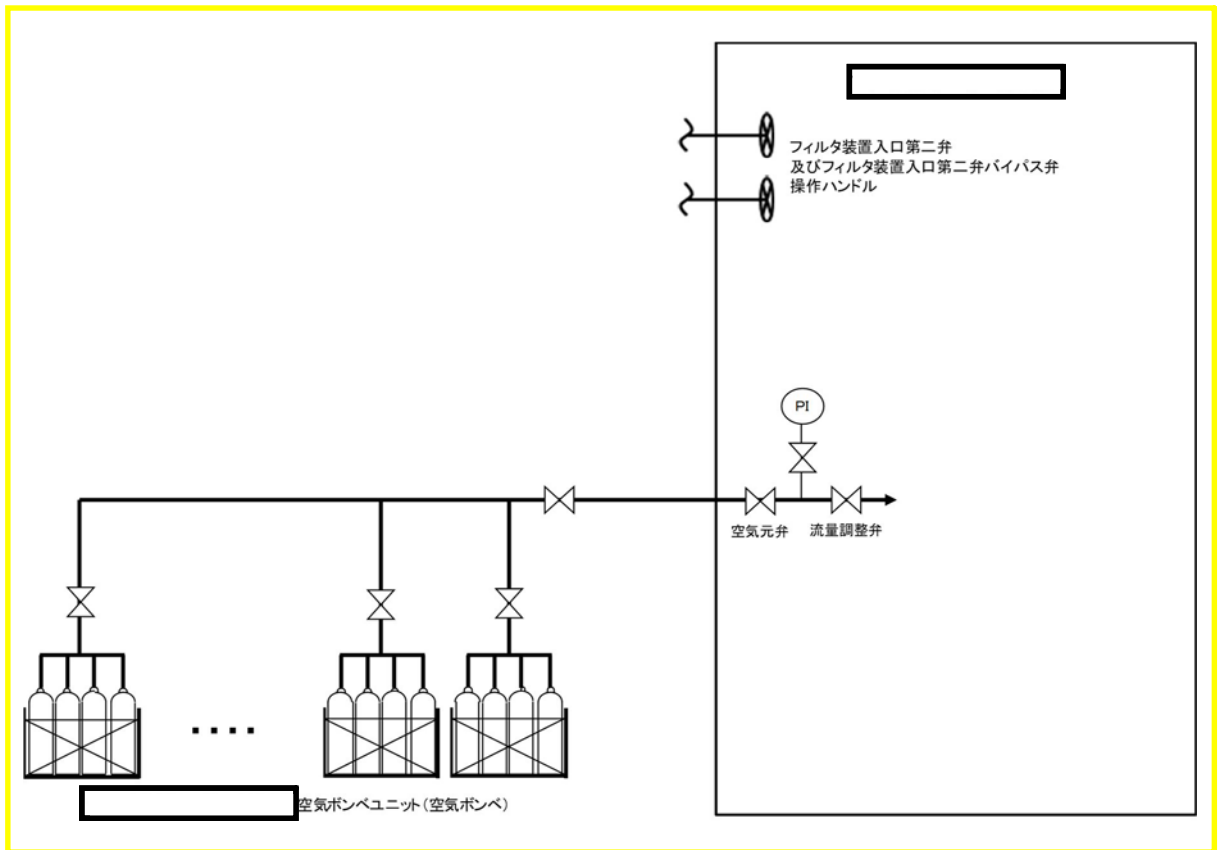 フィルタ装置入口第二弁
及びフィルタ装置入口第二弁バイパス弁
操作ハンドル
PI
空気元弁
流量調整弁
空気ボンベユニット(空気ボンベ)